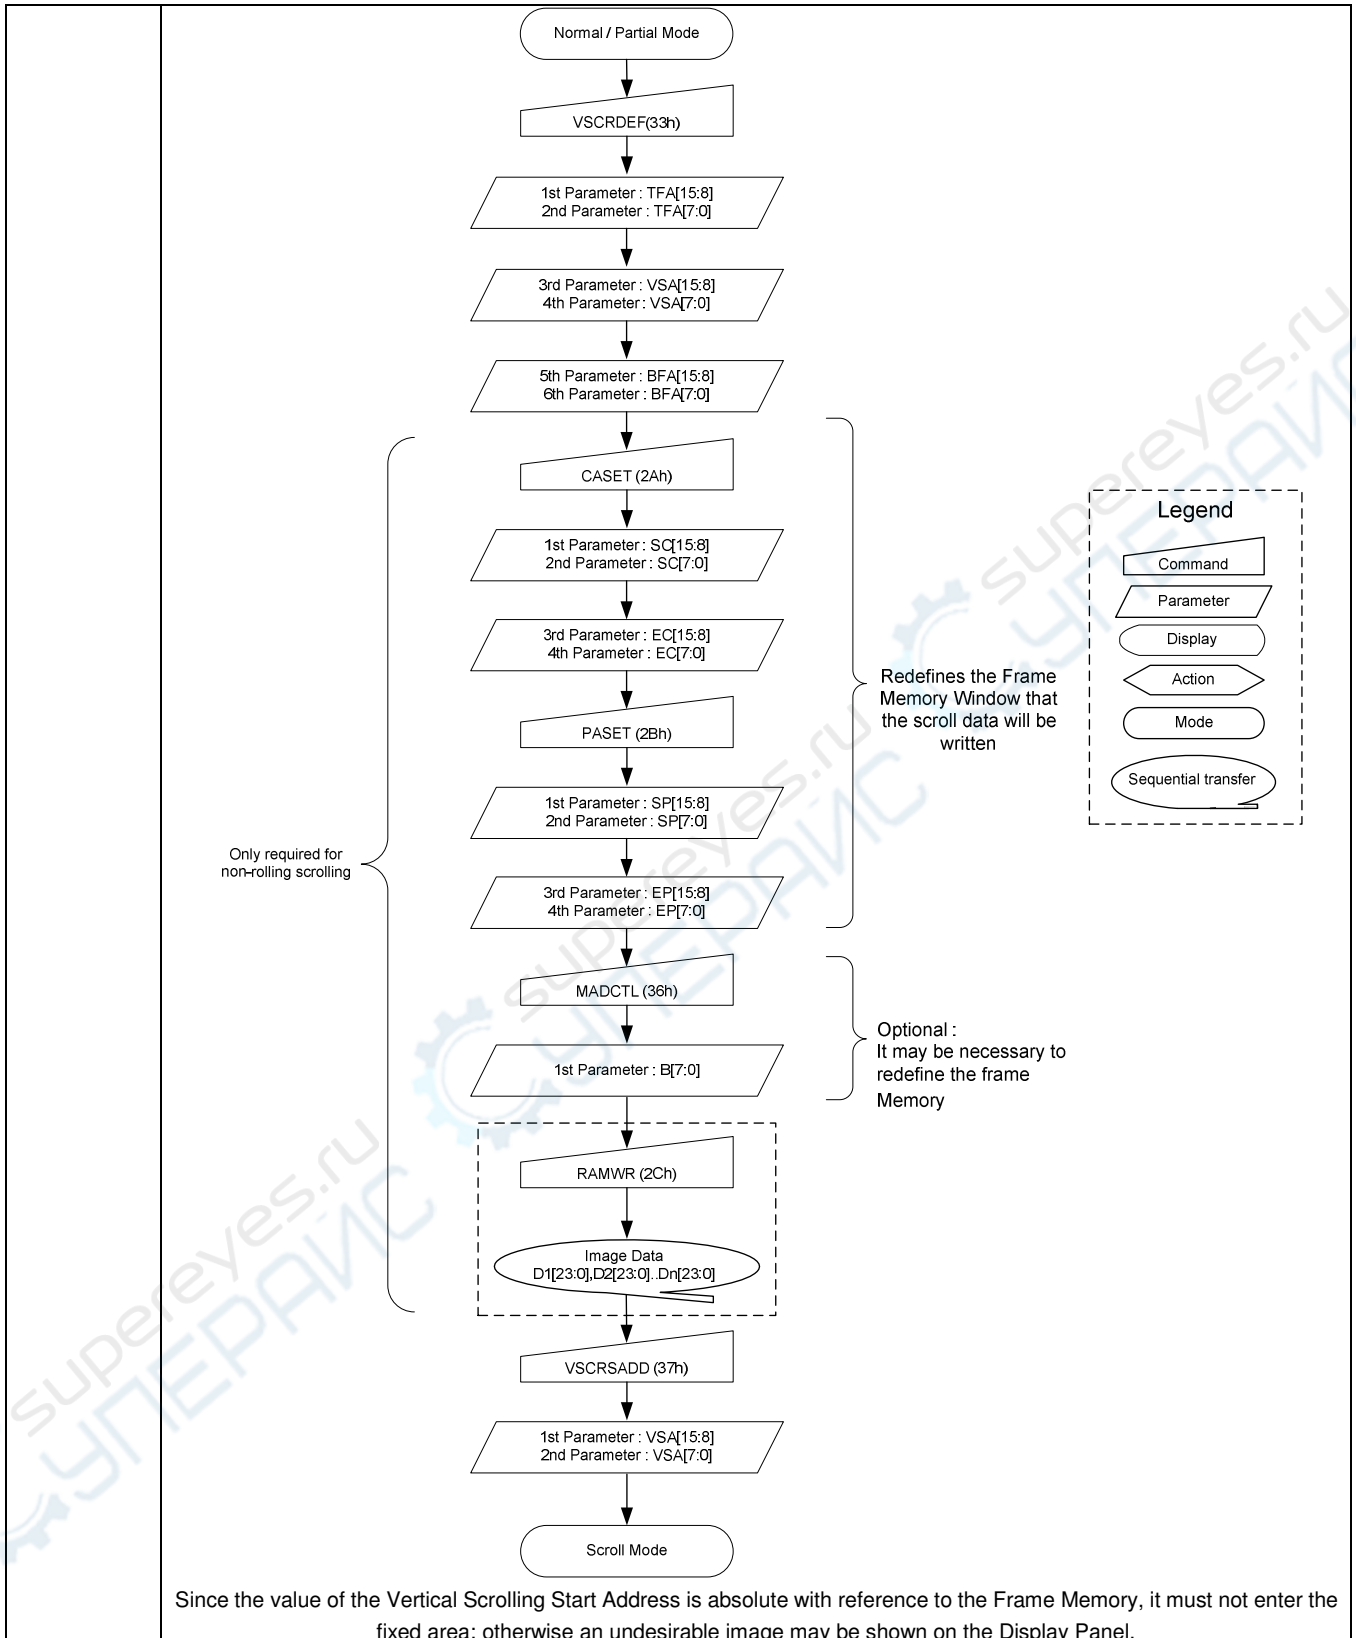 Normal / Partial Mode
VSCRDEF(33h)
1st Parameter : TFA[15:8]
2nd Parameter : TFA[7:0]
3rd Parameter : VSA[15:8]
4th Parameter : VSA[7:0]
5th Parameter : BFA[15:8]
6th Parameter : BFA[7:0]
CASET (2Ah)
1st Parameter : SC[15:8]
2nd Parameter : SC[7:0]
3rd Parameter : EC[15:8]
4th Parameter : EC[7:0]
PASET (2Bh)
1st Parameter : SP[15:8]
2nd Parameter : SP[7:0]
3rd Parameter : EP[15:8]
4th Parameter : EP[7:0]
Only required for
non-rolling scrolling
Redefines the Frame
Memory Window that
the scroll data will be
written
Legend
Command
Parameter
Display
Action
Mode
Sequential transfer
MADCTL (36h)
1st Parameter : B[7:0]
Optional :
It may be necessary to
redefine the frame
Memory
RAMWR (2Ch)
Image Data
D1[23:0],D2[23:0]..Dn[23:0]
VSCRSADD (37h)
1st Parameter : VSA[15:8]
2nd Parameter : VSA[7:0]
Scroll Mode
Since the value of the Vertical Scrolling Start Address is absolute with reference to the Frame Memory, it must not enter the
fixed area; otherwise an undesirable image may be shown on the Display Panel.
supereyes.ru
СУПЕРАЙС
supereyes.ru
СУПЕРАЙС
supereyes.ru
СУПЕРАЙС